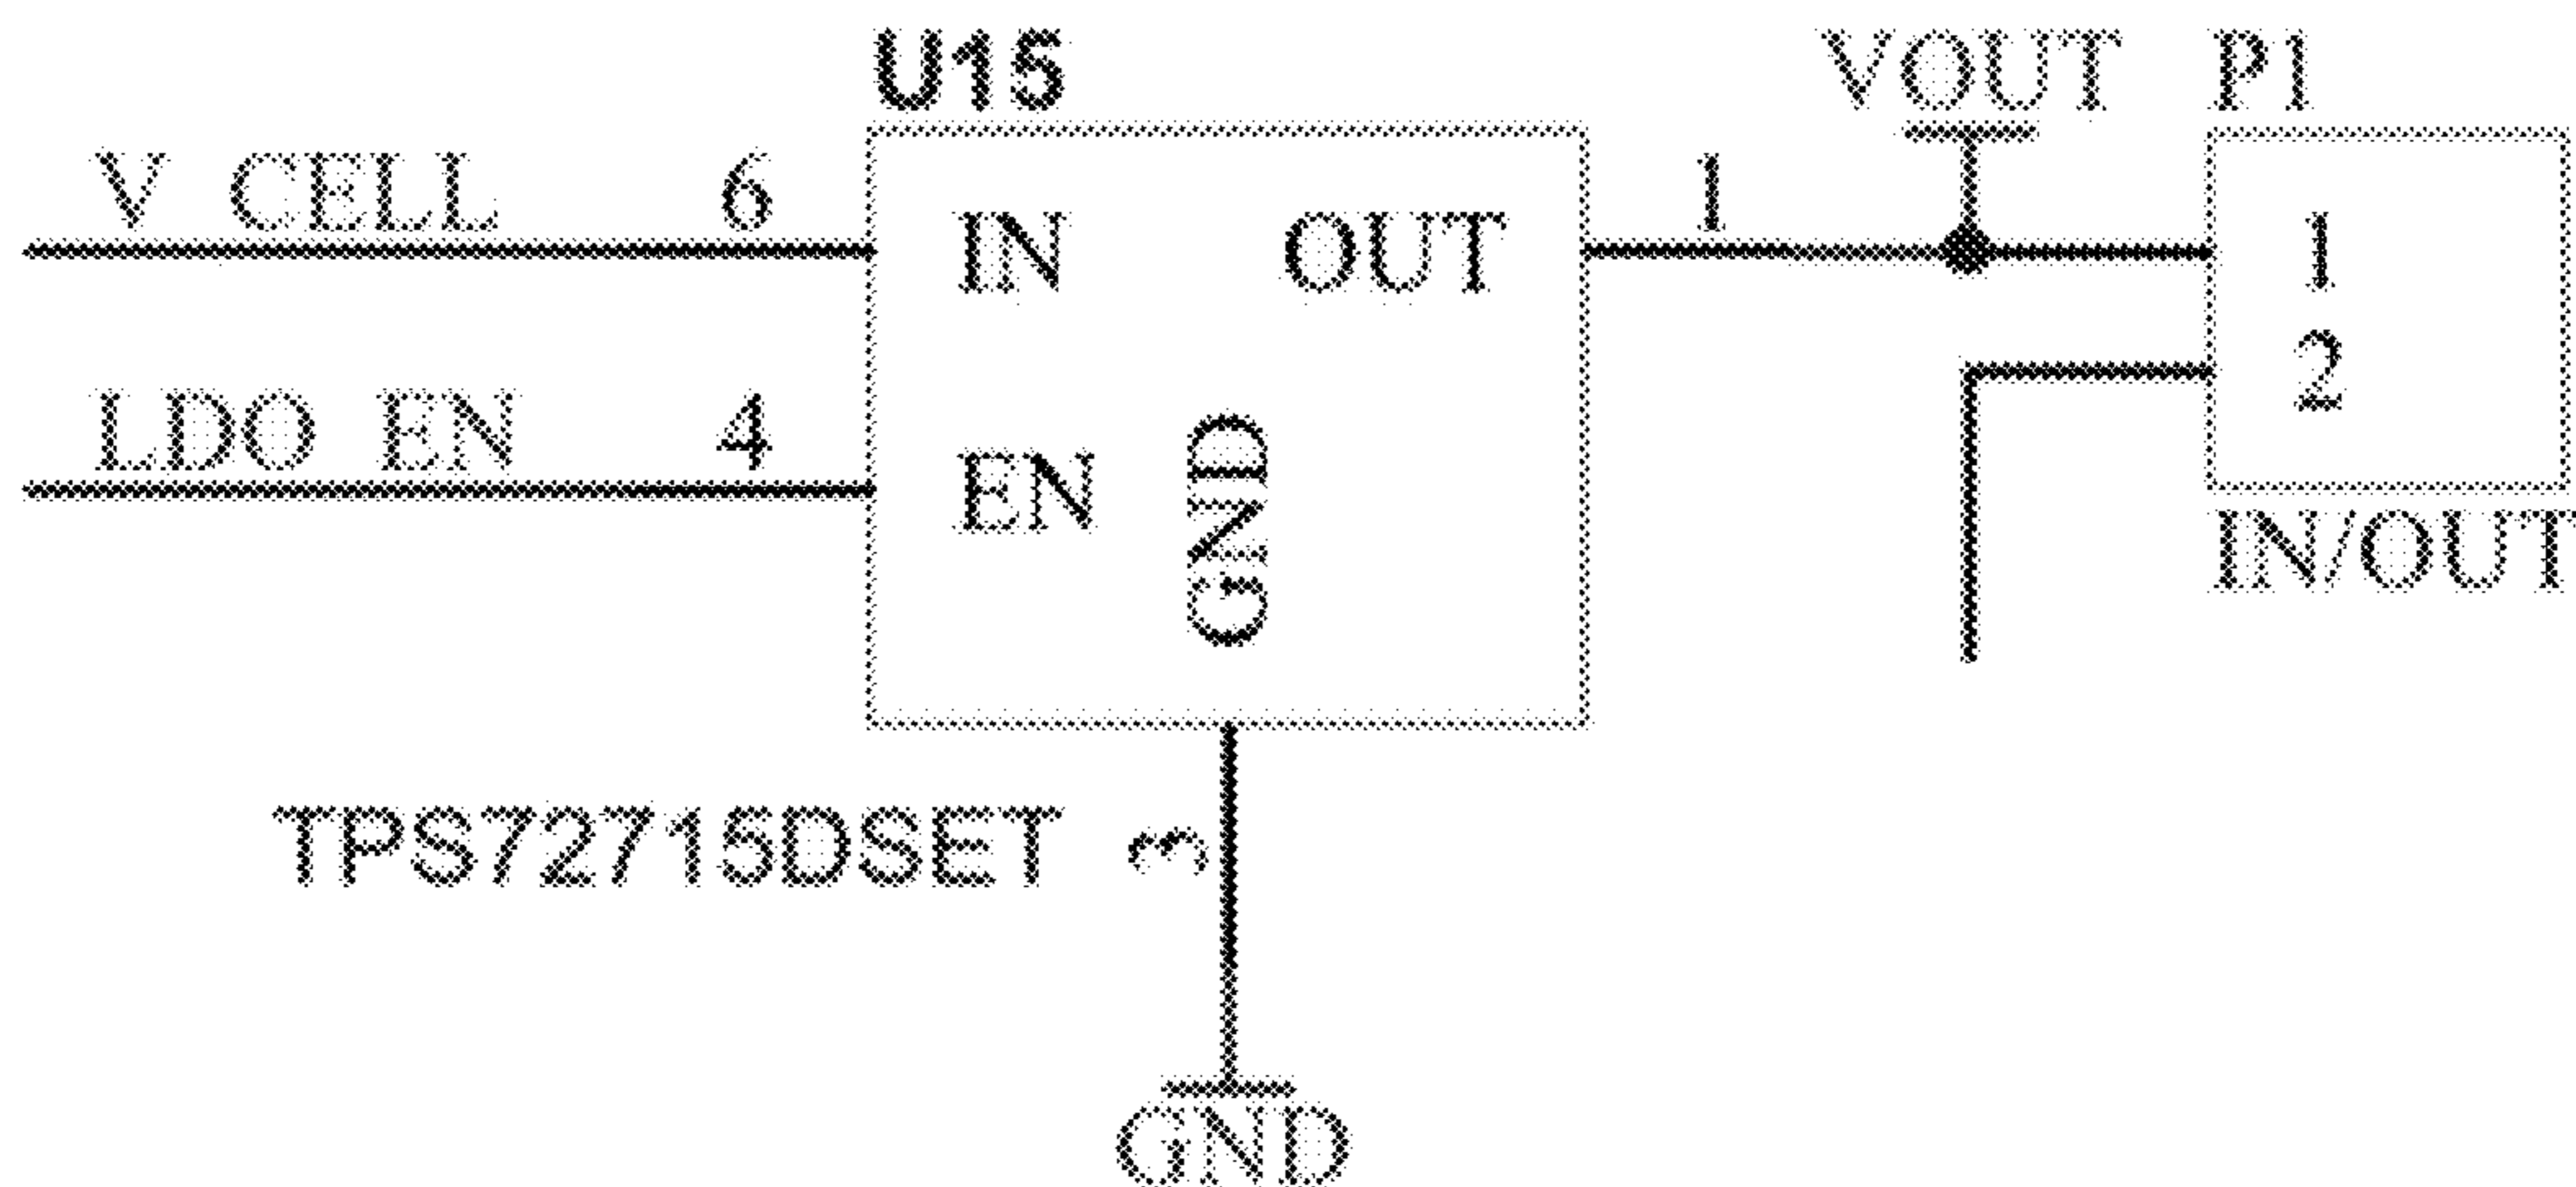 U15
VOUT P1
V CELL 6
IN OUT
1
1
2
LDO EN 4
EN
GND
IN/OUT
TPS72715DSET
3
GND